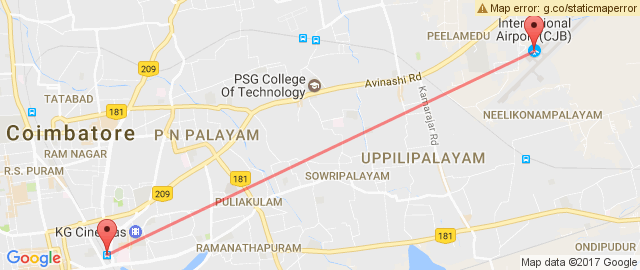 Map error: g.co/staticmaperror
International
Airport (CJB)
PEELAMEDU
209
PSG College
Of Technology
Avinashi Rd
TATABAD
181
Kamarajar Rd
NEELIKONAMPALAYAM
Coimbatore
P N PALAYAM
RAM NAGAR
UPPILIPALAYAM
R.S. PURAM
181
SOWRIPALAYAM
209
PULIAKULAM
KG Cinemas
181
RAMANATHAPURAM
ONDIPUDUR
Google
Map data ©2017 Google